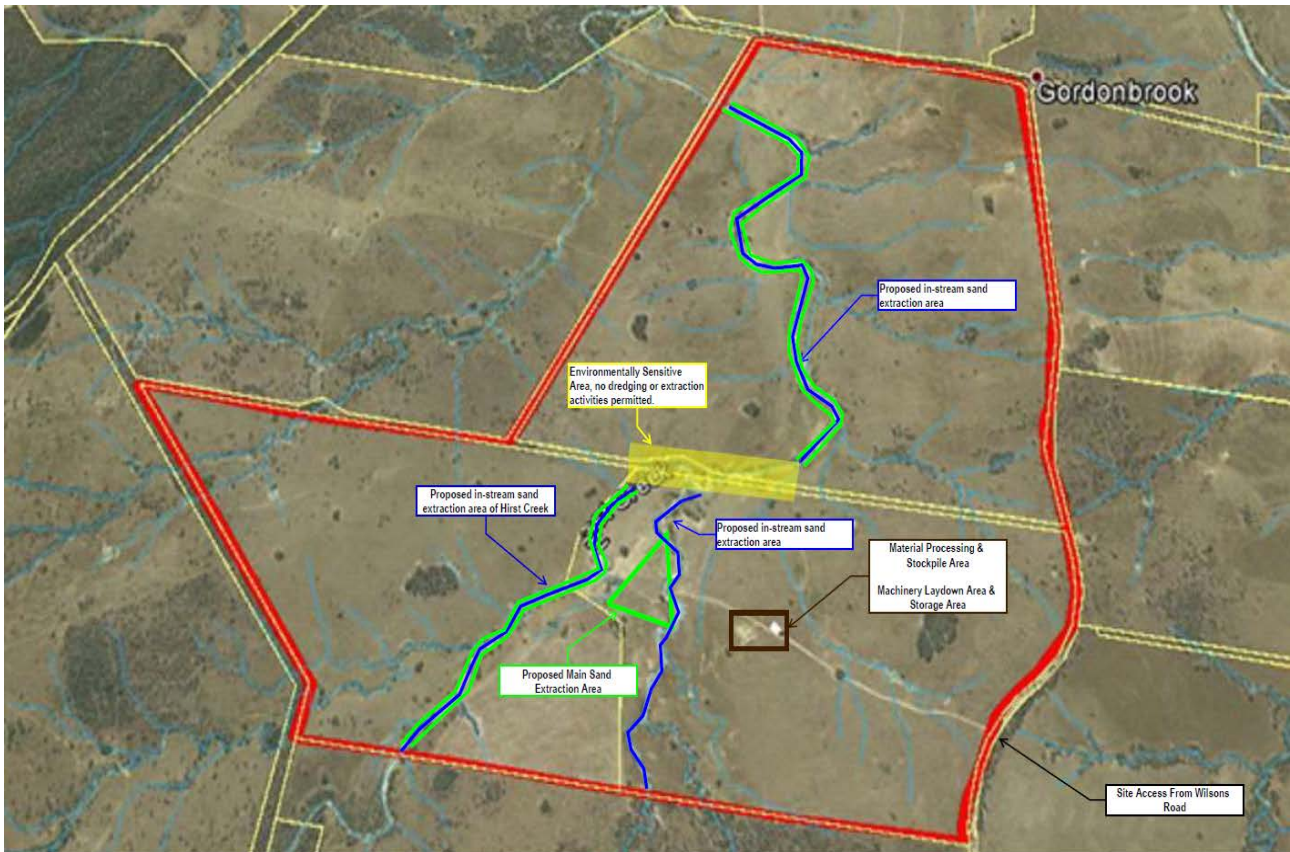 Gordonbrook
Proposed in-stream sand
extraction area
Environmentally Sensitive
Area, no dredging or extraction
activities permitted.
Proposed in-stream sand
extraction area of Hirst Creek
Proposed in-stream sand
extraction area
Material Processing &
Stockpile Area
Machinery Laydown Area &
Storage Area
Proposed Main Sand
Extraction Area
Site Access From Wilsons
Road